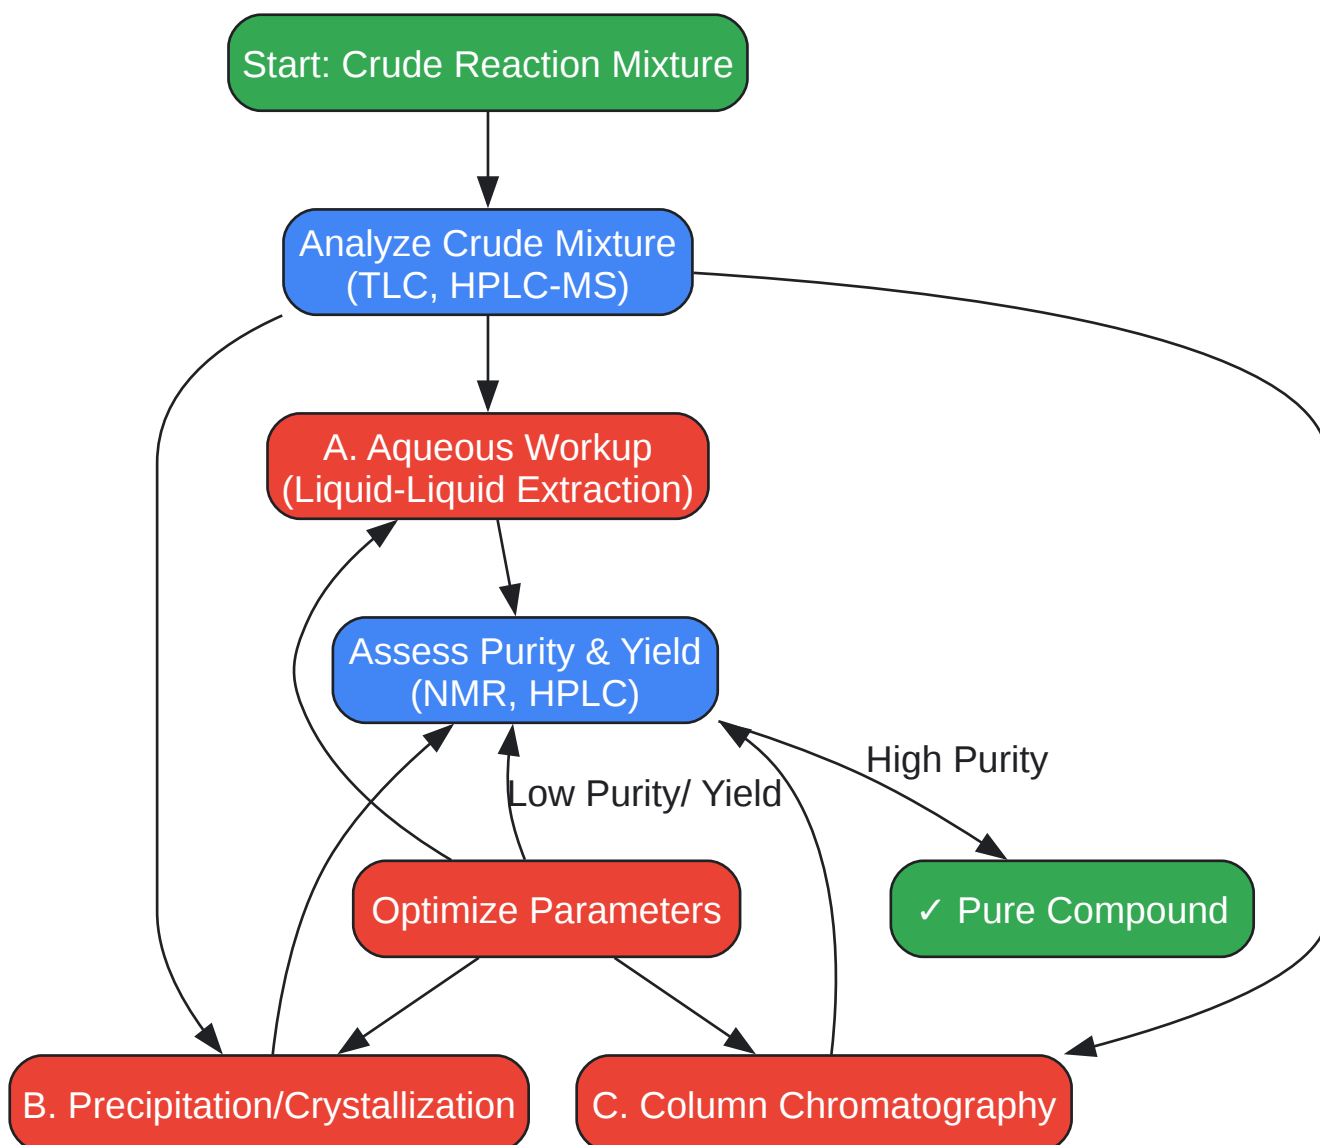 Start: Crude Reaction Mixture
Analyze Crude Mixture
(TLC, HPLC-MS)
A. Aqueous Workup
(Liquid-Liquid Extraction)
Assess Purity & Yield
(NMR, HPLC)
High Purity
Low Purity/ Yield
Optimize Parameters
✓ Pure Compound
B. Precipitation/Crystallization
C. Column Chromatography